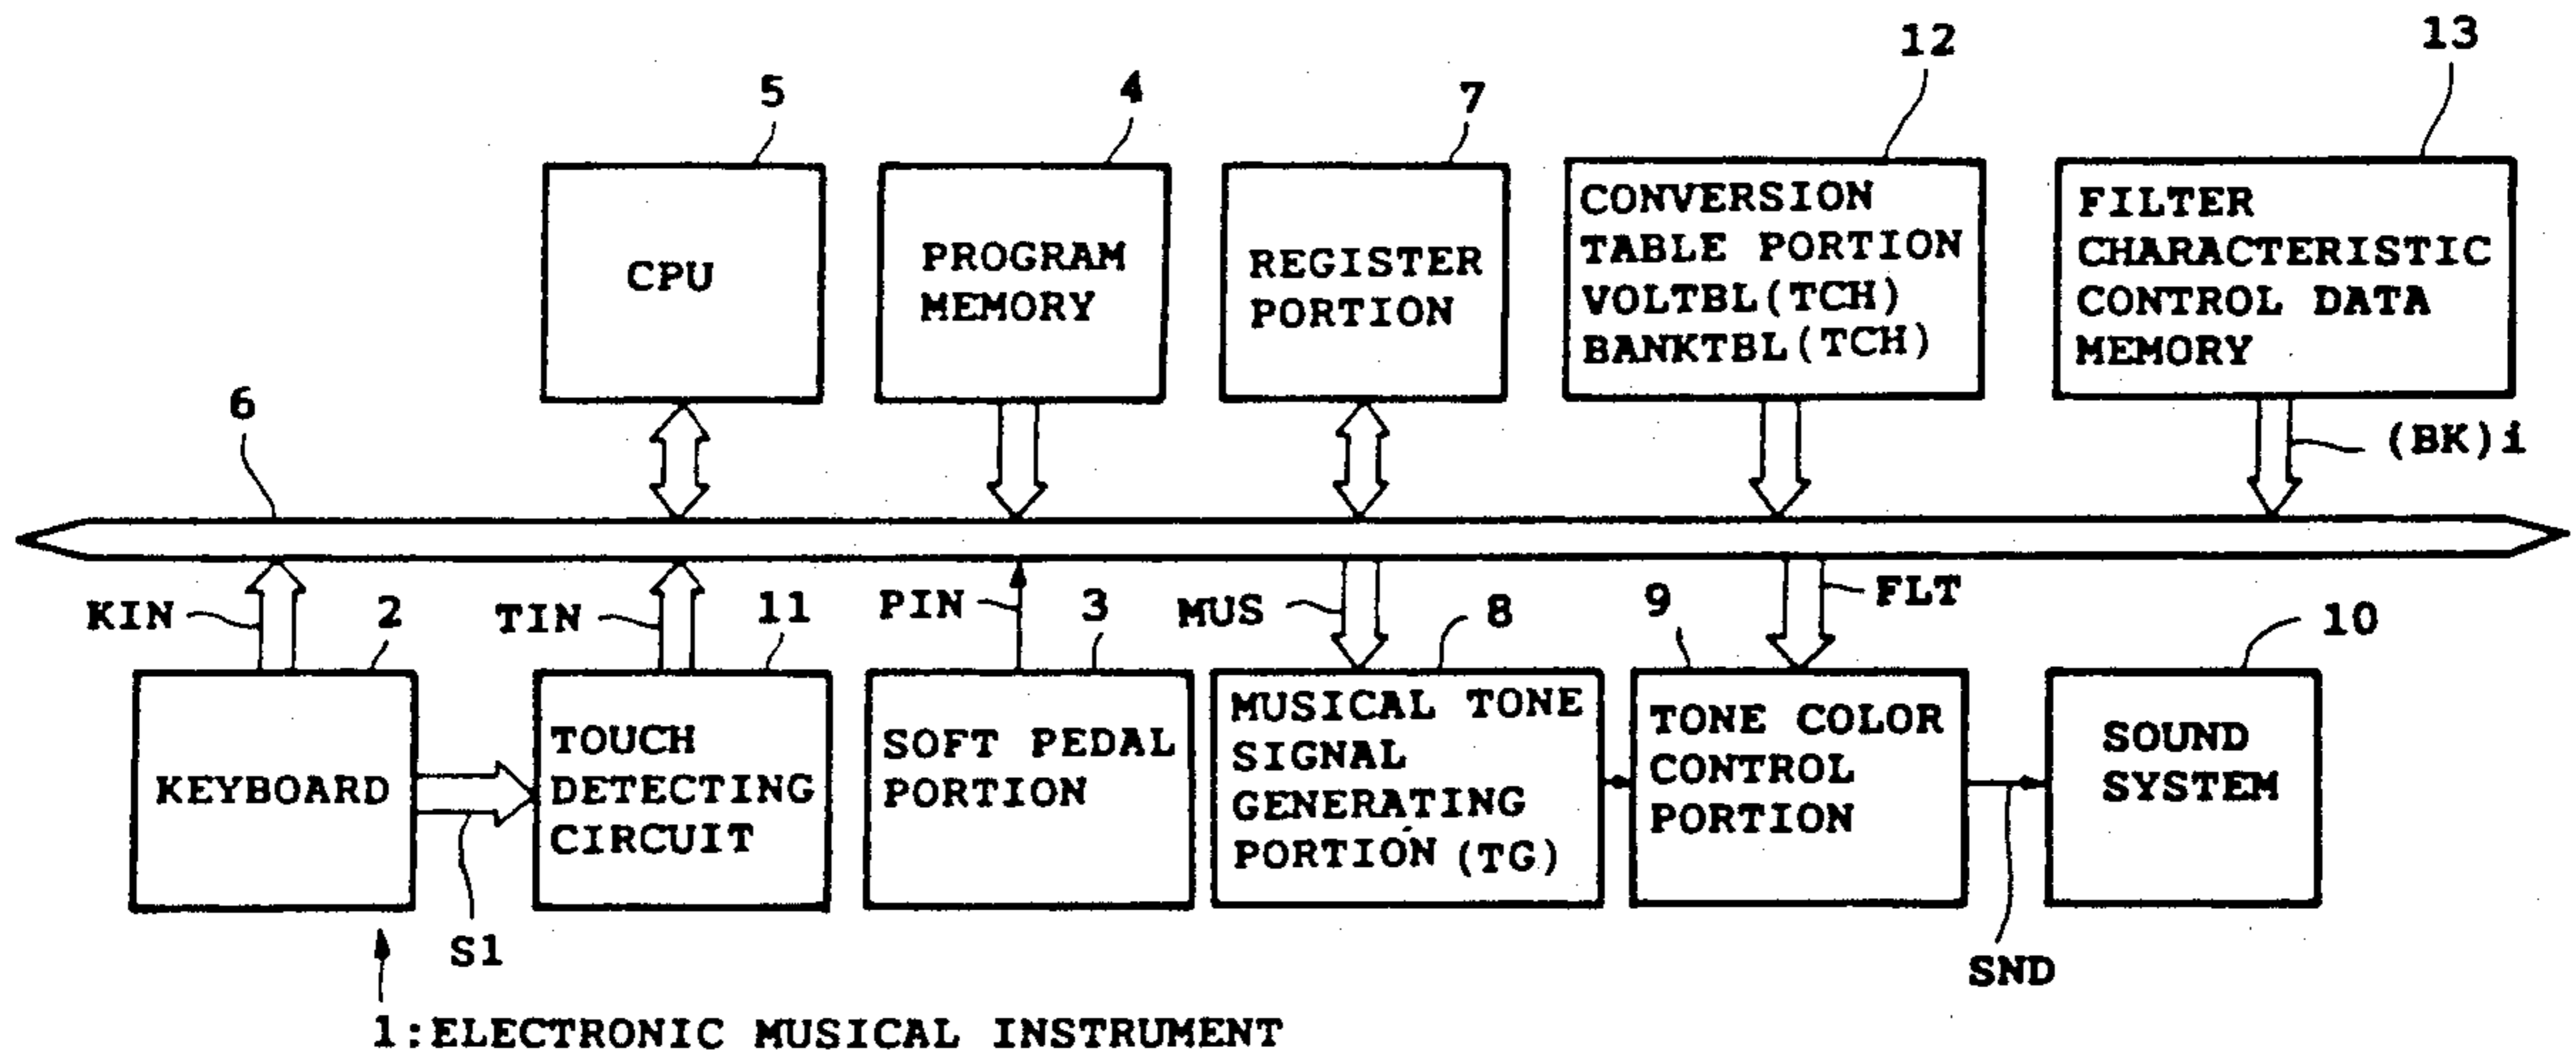 12
13
5
4
7
CPU
PROGRAM
MEMORY
REGISTER
PORTION
CONVERSION
TABLE PORTION
VOLTBL(TCH)
BANKTBL(TCH)
FILTER
CHARACTERISTIC
CONTROL DATA
MEMORY
6
(BK)i
KIN
2
TIN
11
PIN
3
MUS
8
9
FLT
10
KEYBOARD
TOUCH
DETECTING
CIRCUIT
SOFT PEDAL
PORTION
MUSICAL TONE
SIGNAL
GENERATING
PORTION (TG)
TONE COLOR
CONTROL
PORTION
SOUND
SYSTEM
S1
SND
1:ELECTRONIC MUSICAL INSTRUMENT